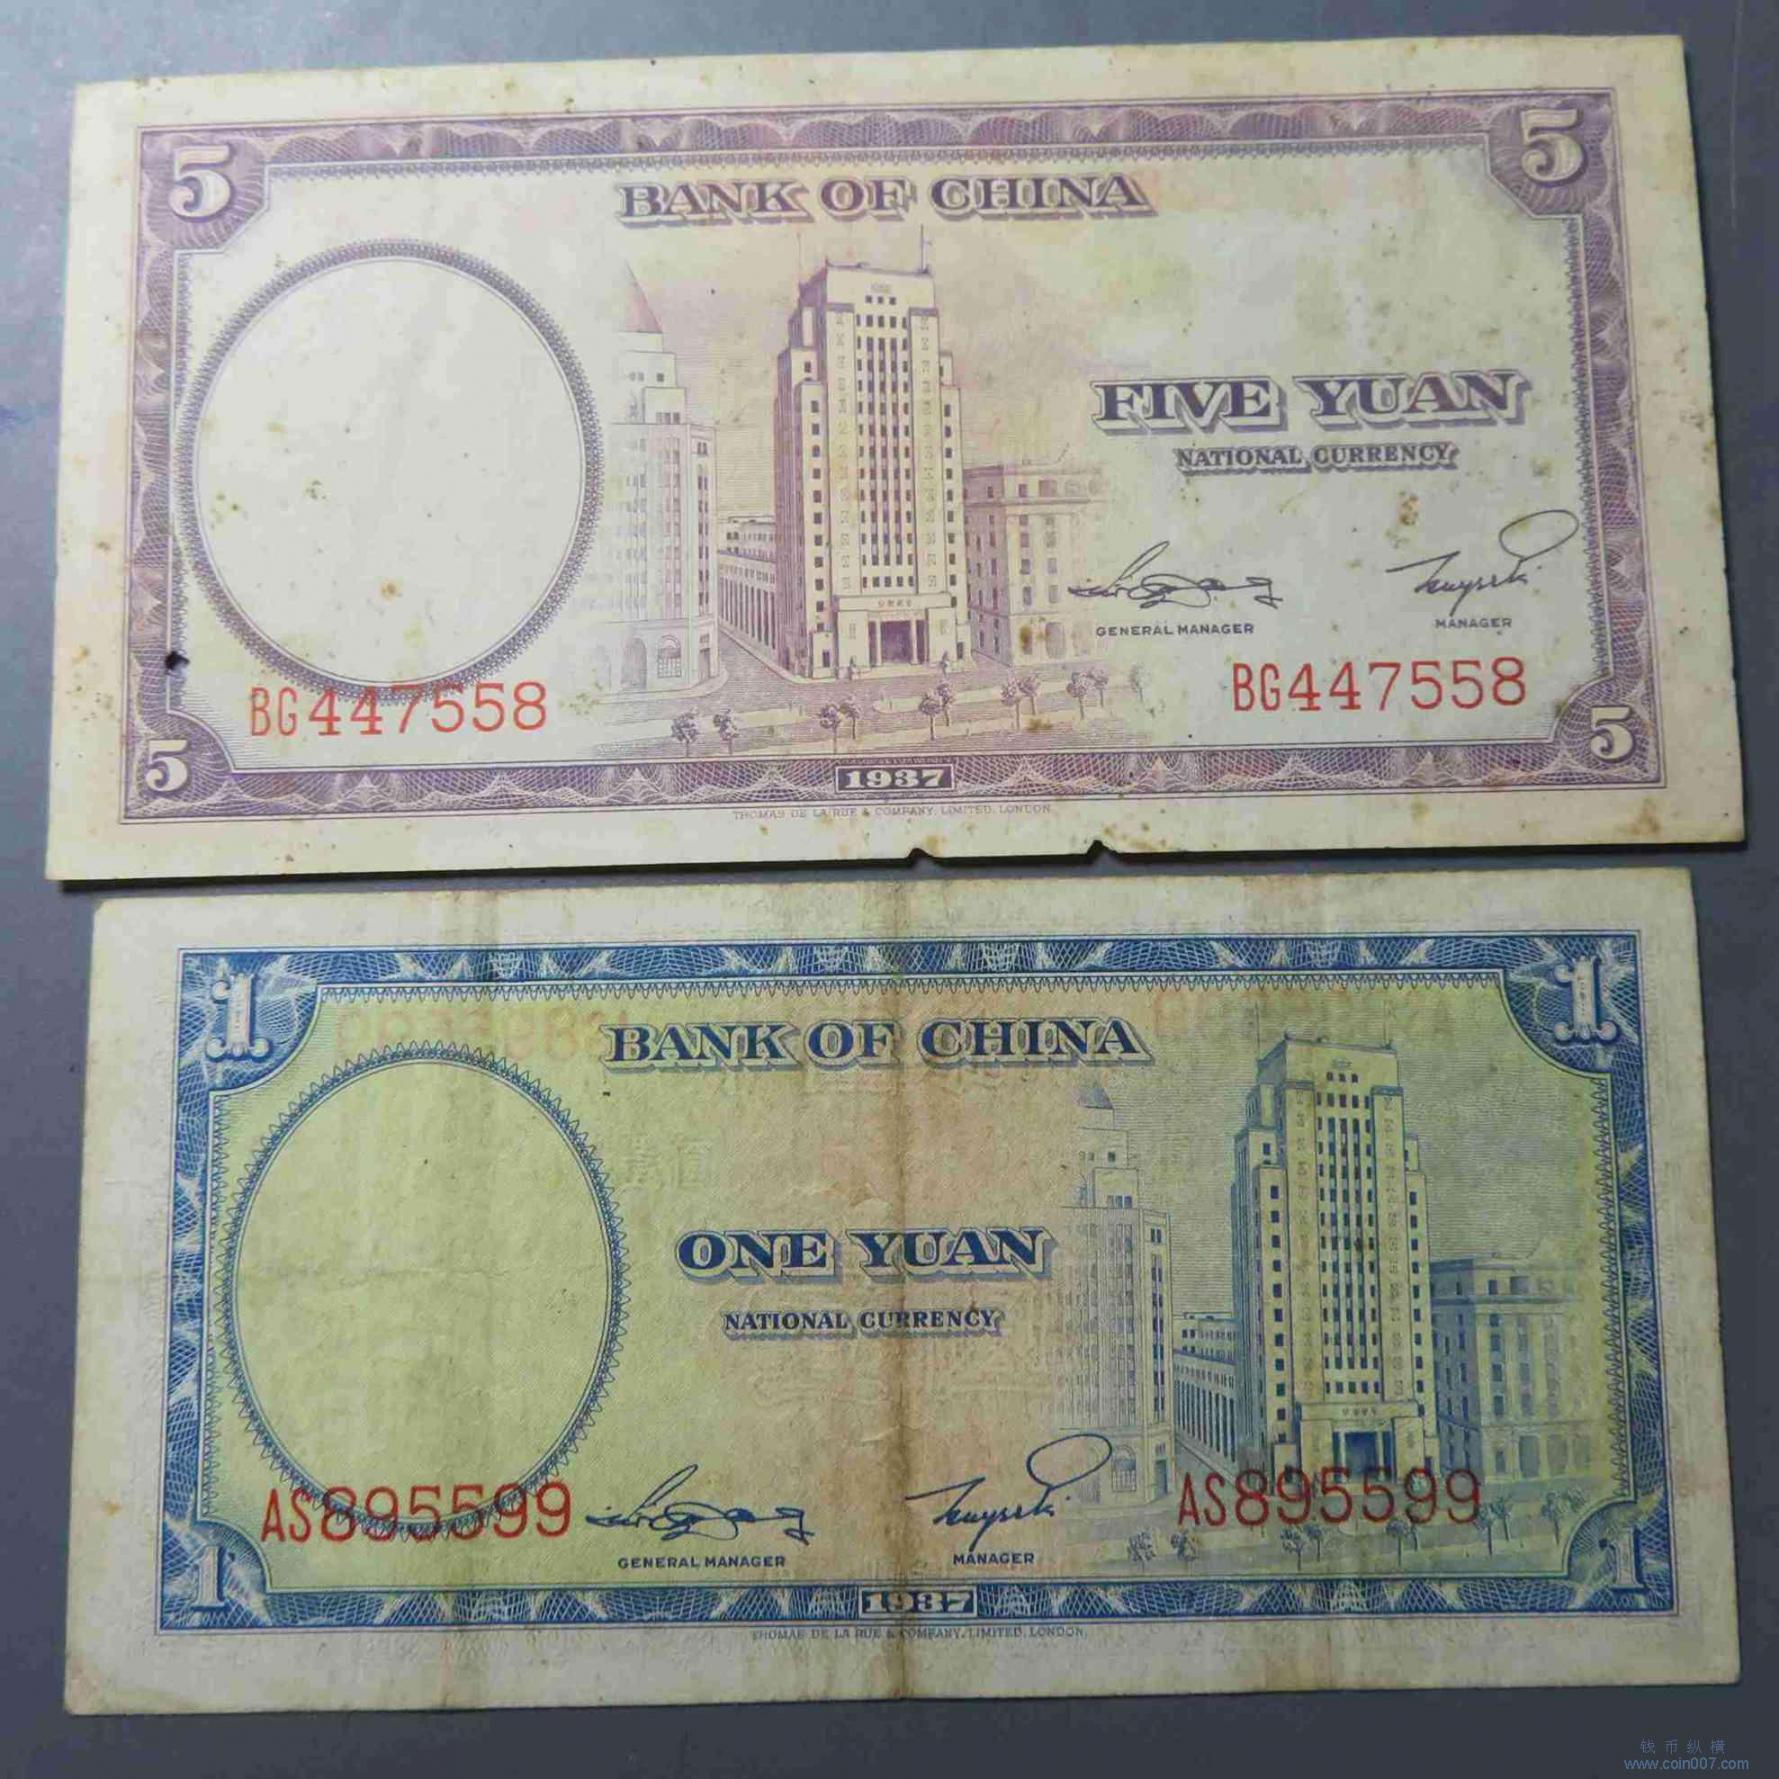 5
5
BANK OF CHINA
FIVE YUAN
NATIONAL CURRENCY
GENERAL MANAGER
MANAGER
BG447558
BG447558
5
5
1937
THOMAS DE LA RUE & COMPANY, LIMITED, LONDON.
1
1
BANK OF CHINA
ONE YUAN
NATIONAL CURRENCY
AS895599
AS895599
GENERAL MANAGER
MANAGER
1
1
1937
THOMAS DE LA RUE & COMPANY, LIMITED, LONDON.
钱币纵横
www.coin007.com